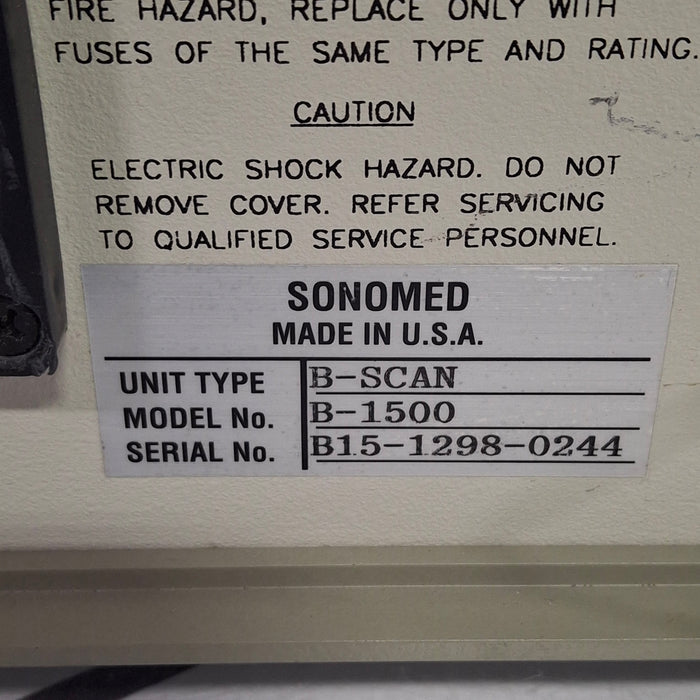 FIRE HAZARD, REPLACE ONLY WITH
FUSES OF THE SAME TYPE AND RATING.
CAUTION
ELECTRIC SHOCK HAZARD. DO NOT
REMOVE COVER. REFER SERVICING
TO QUALIFIED SERVICE PERSONNEL.
SONOMED
MADE IN U.S.A.
UNIT TYPE B-SCAN
MODEL No. B-1500
SERIAL No. B15-1298-0244